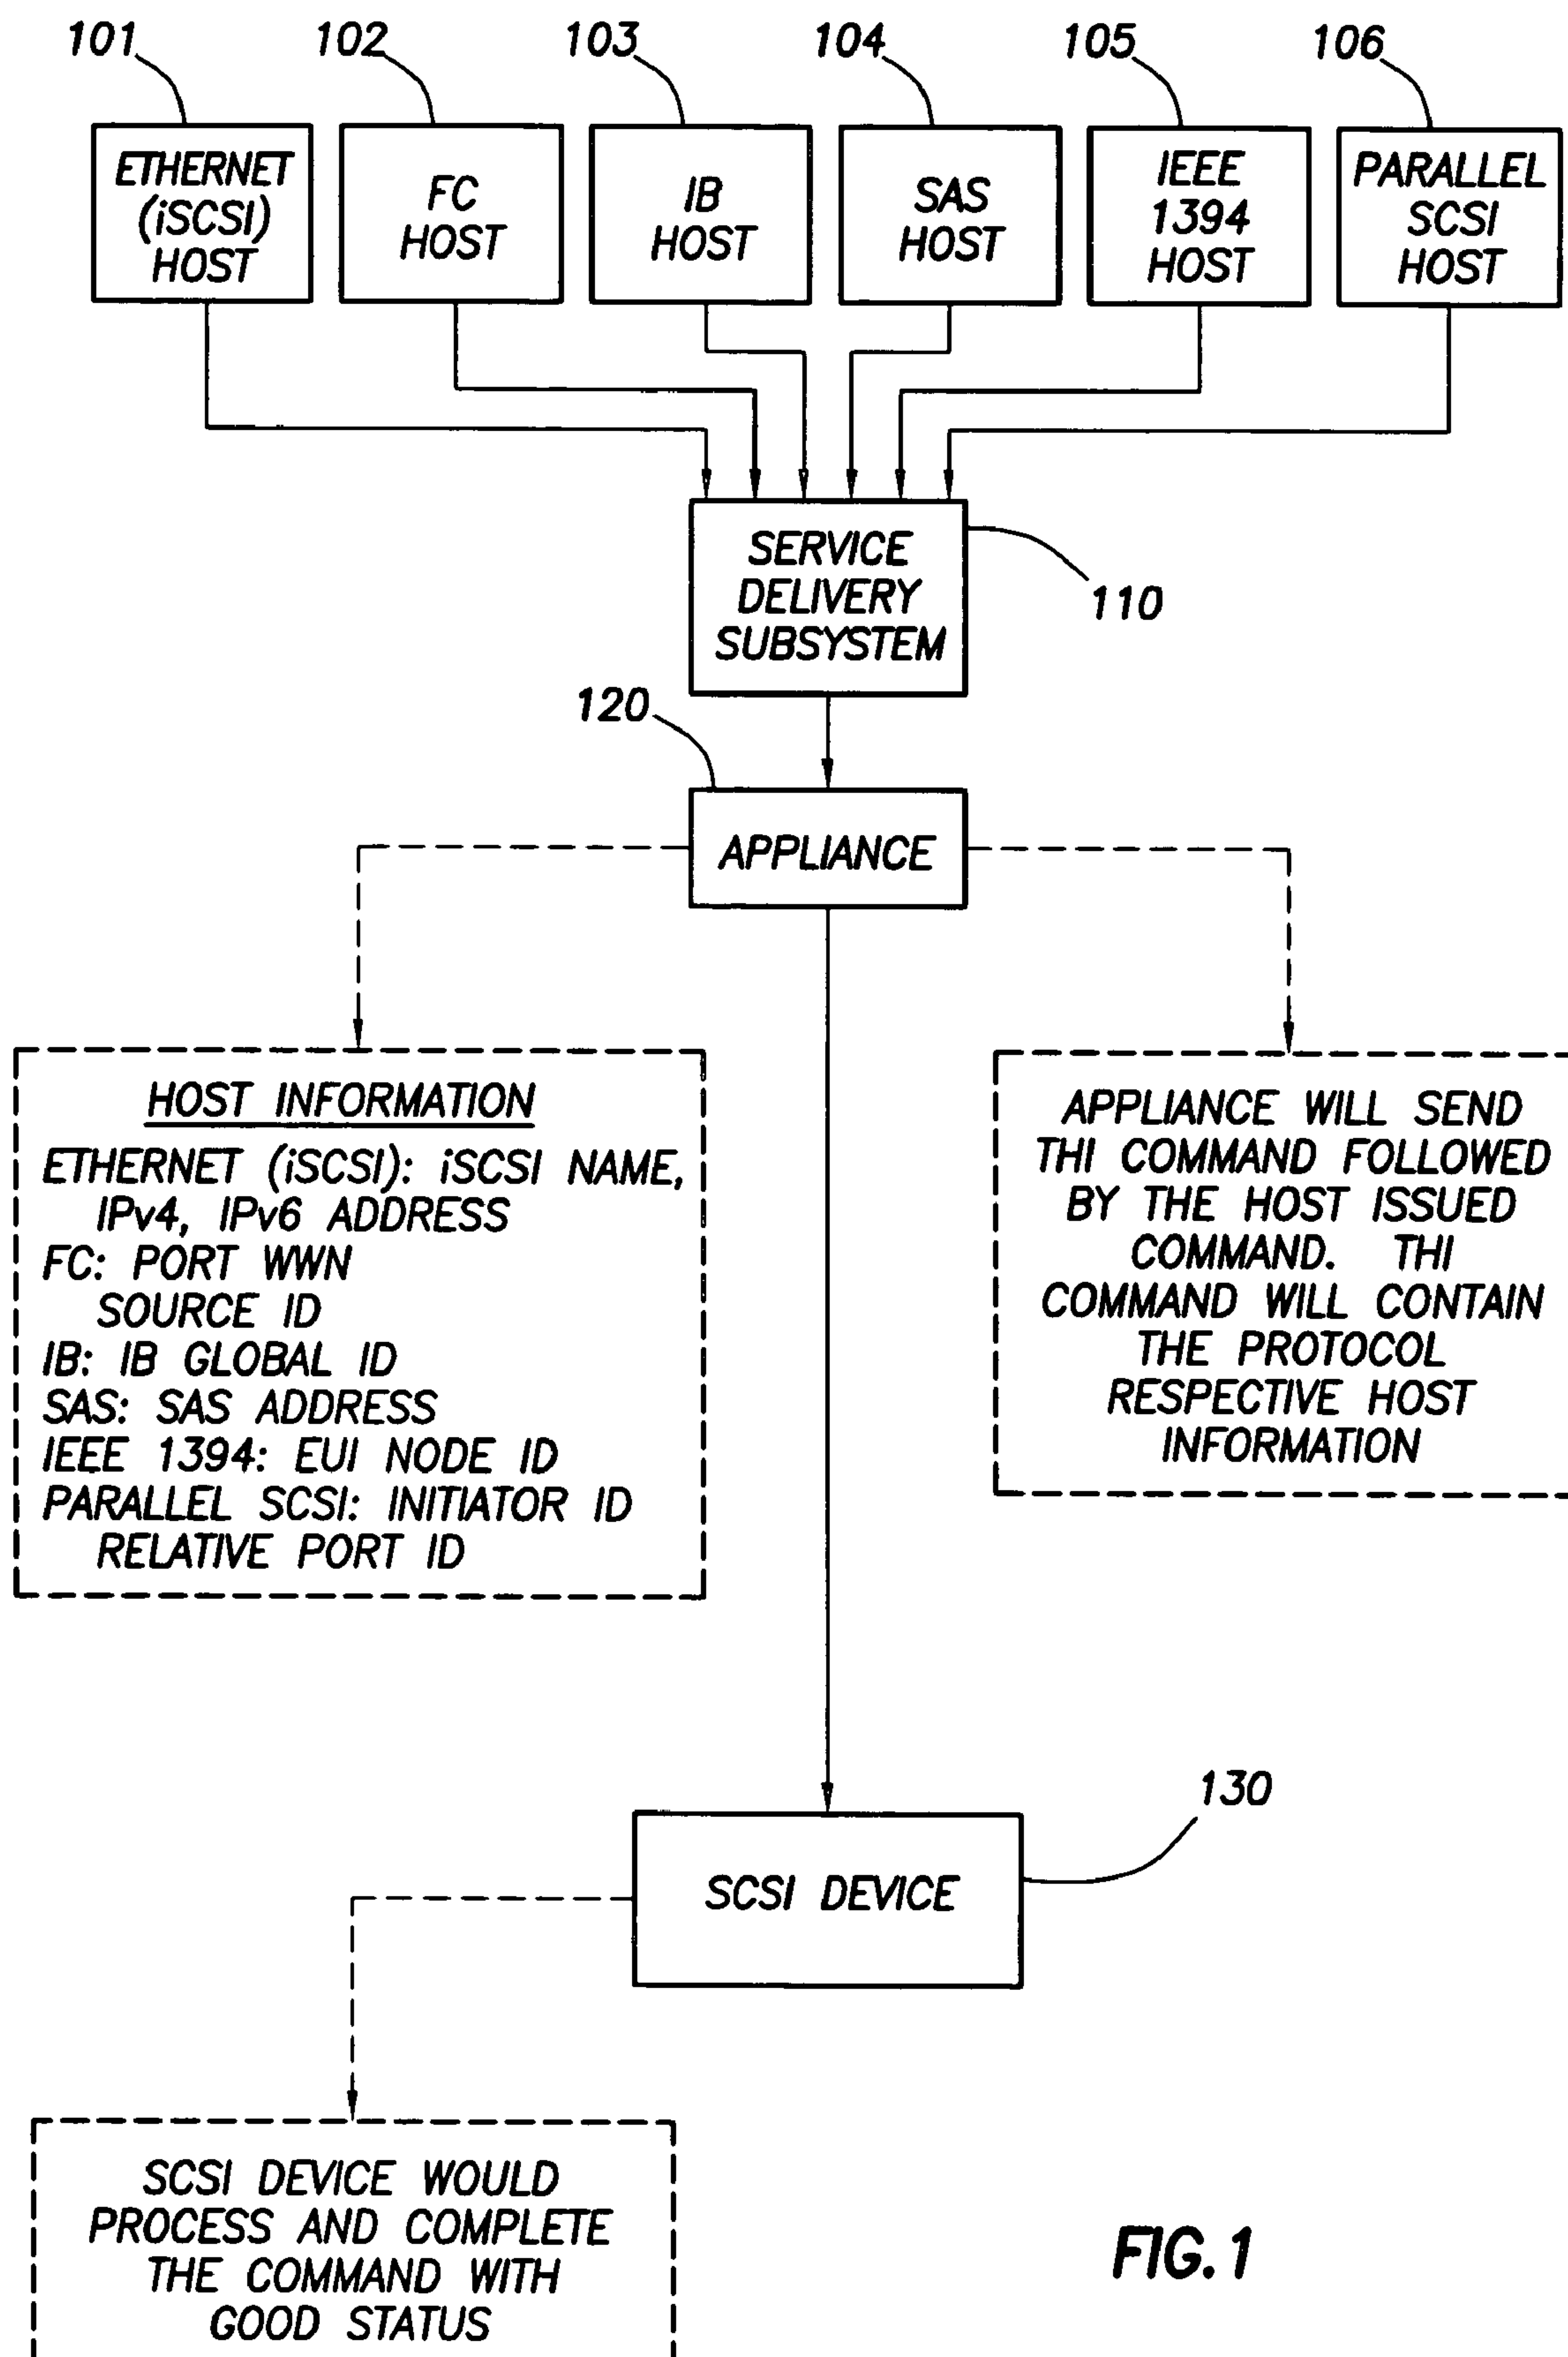 101
102
103
104
105
106
ETHERNET
(iSCSI)
HOST
FC
HOST
IB
HOST
SAS
HOST
IEEE
1394
HOST
PARALLEL
SCSI
HOST
SERVICE
DELIVERY
SUBSYSTEM
110
120
APPLIANCE
HOST INFORMATION
ETHERNET (iSCSI): iSCSI NAME,
IPv4, IPv6 ADDRESS
FC: PORT WWN
SOURCE ID
IB: IB GLOBAL ID
SAS: SAS ADDRESS
IEEE 1394: EUI NODE ID
PARALLEL SCSI: INITIATOR ID
RELATIVE PORT ID
APPLIANCE WILL SEND
THI COMMAND FOLLOWED
BY THE HOST ISSUED
COMMAND. THI
COMMAND WILL CONTAIN
THE PROTOCOL
RESPECTIVE HOST
INFORMATION
130
SCSI DEVICE
SCSI DEVICE WOULD
PROCESS AND COMPLETE
THE COMMAND WITH
GOOD STATUS
FIG.1